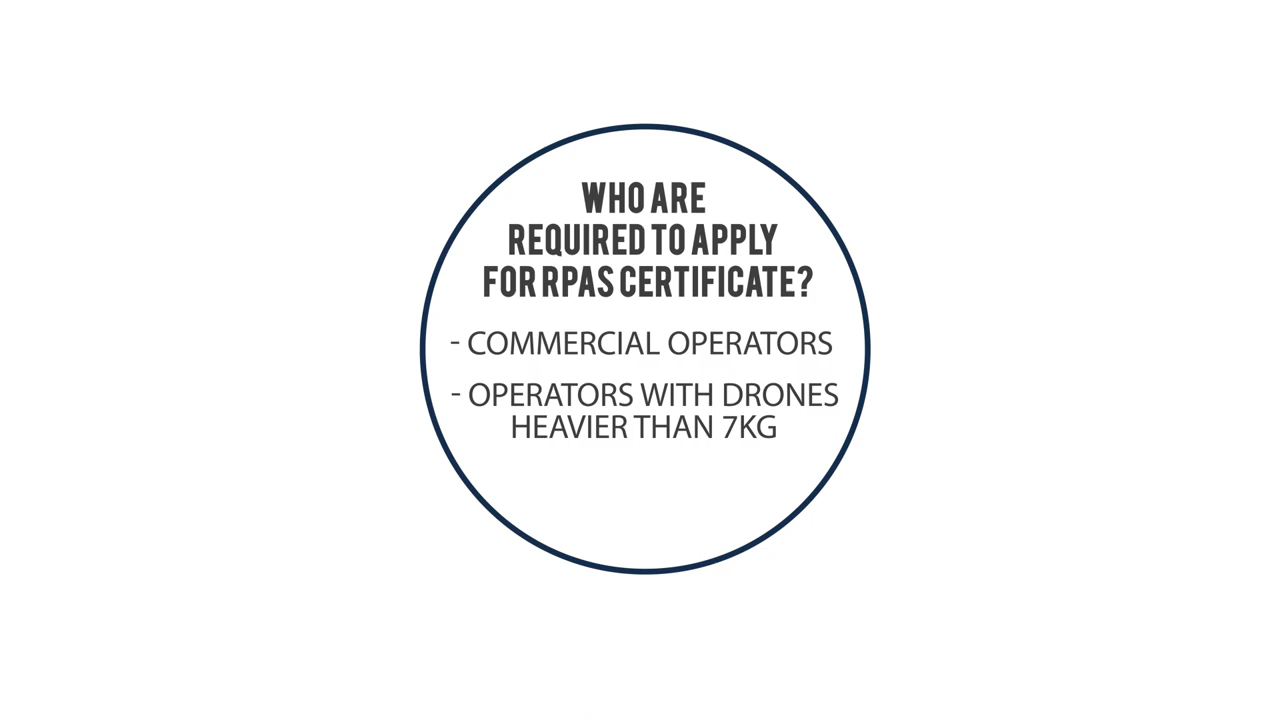 WHO ARE
REQUIRED TO APPLY
FOR RPAS CERTIFICATE?
- COMMERCIAL OPERATORS
- OPERATORS WITH DRONES
HEAVIER THAN 7KG